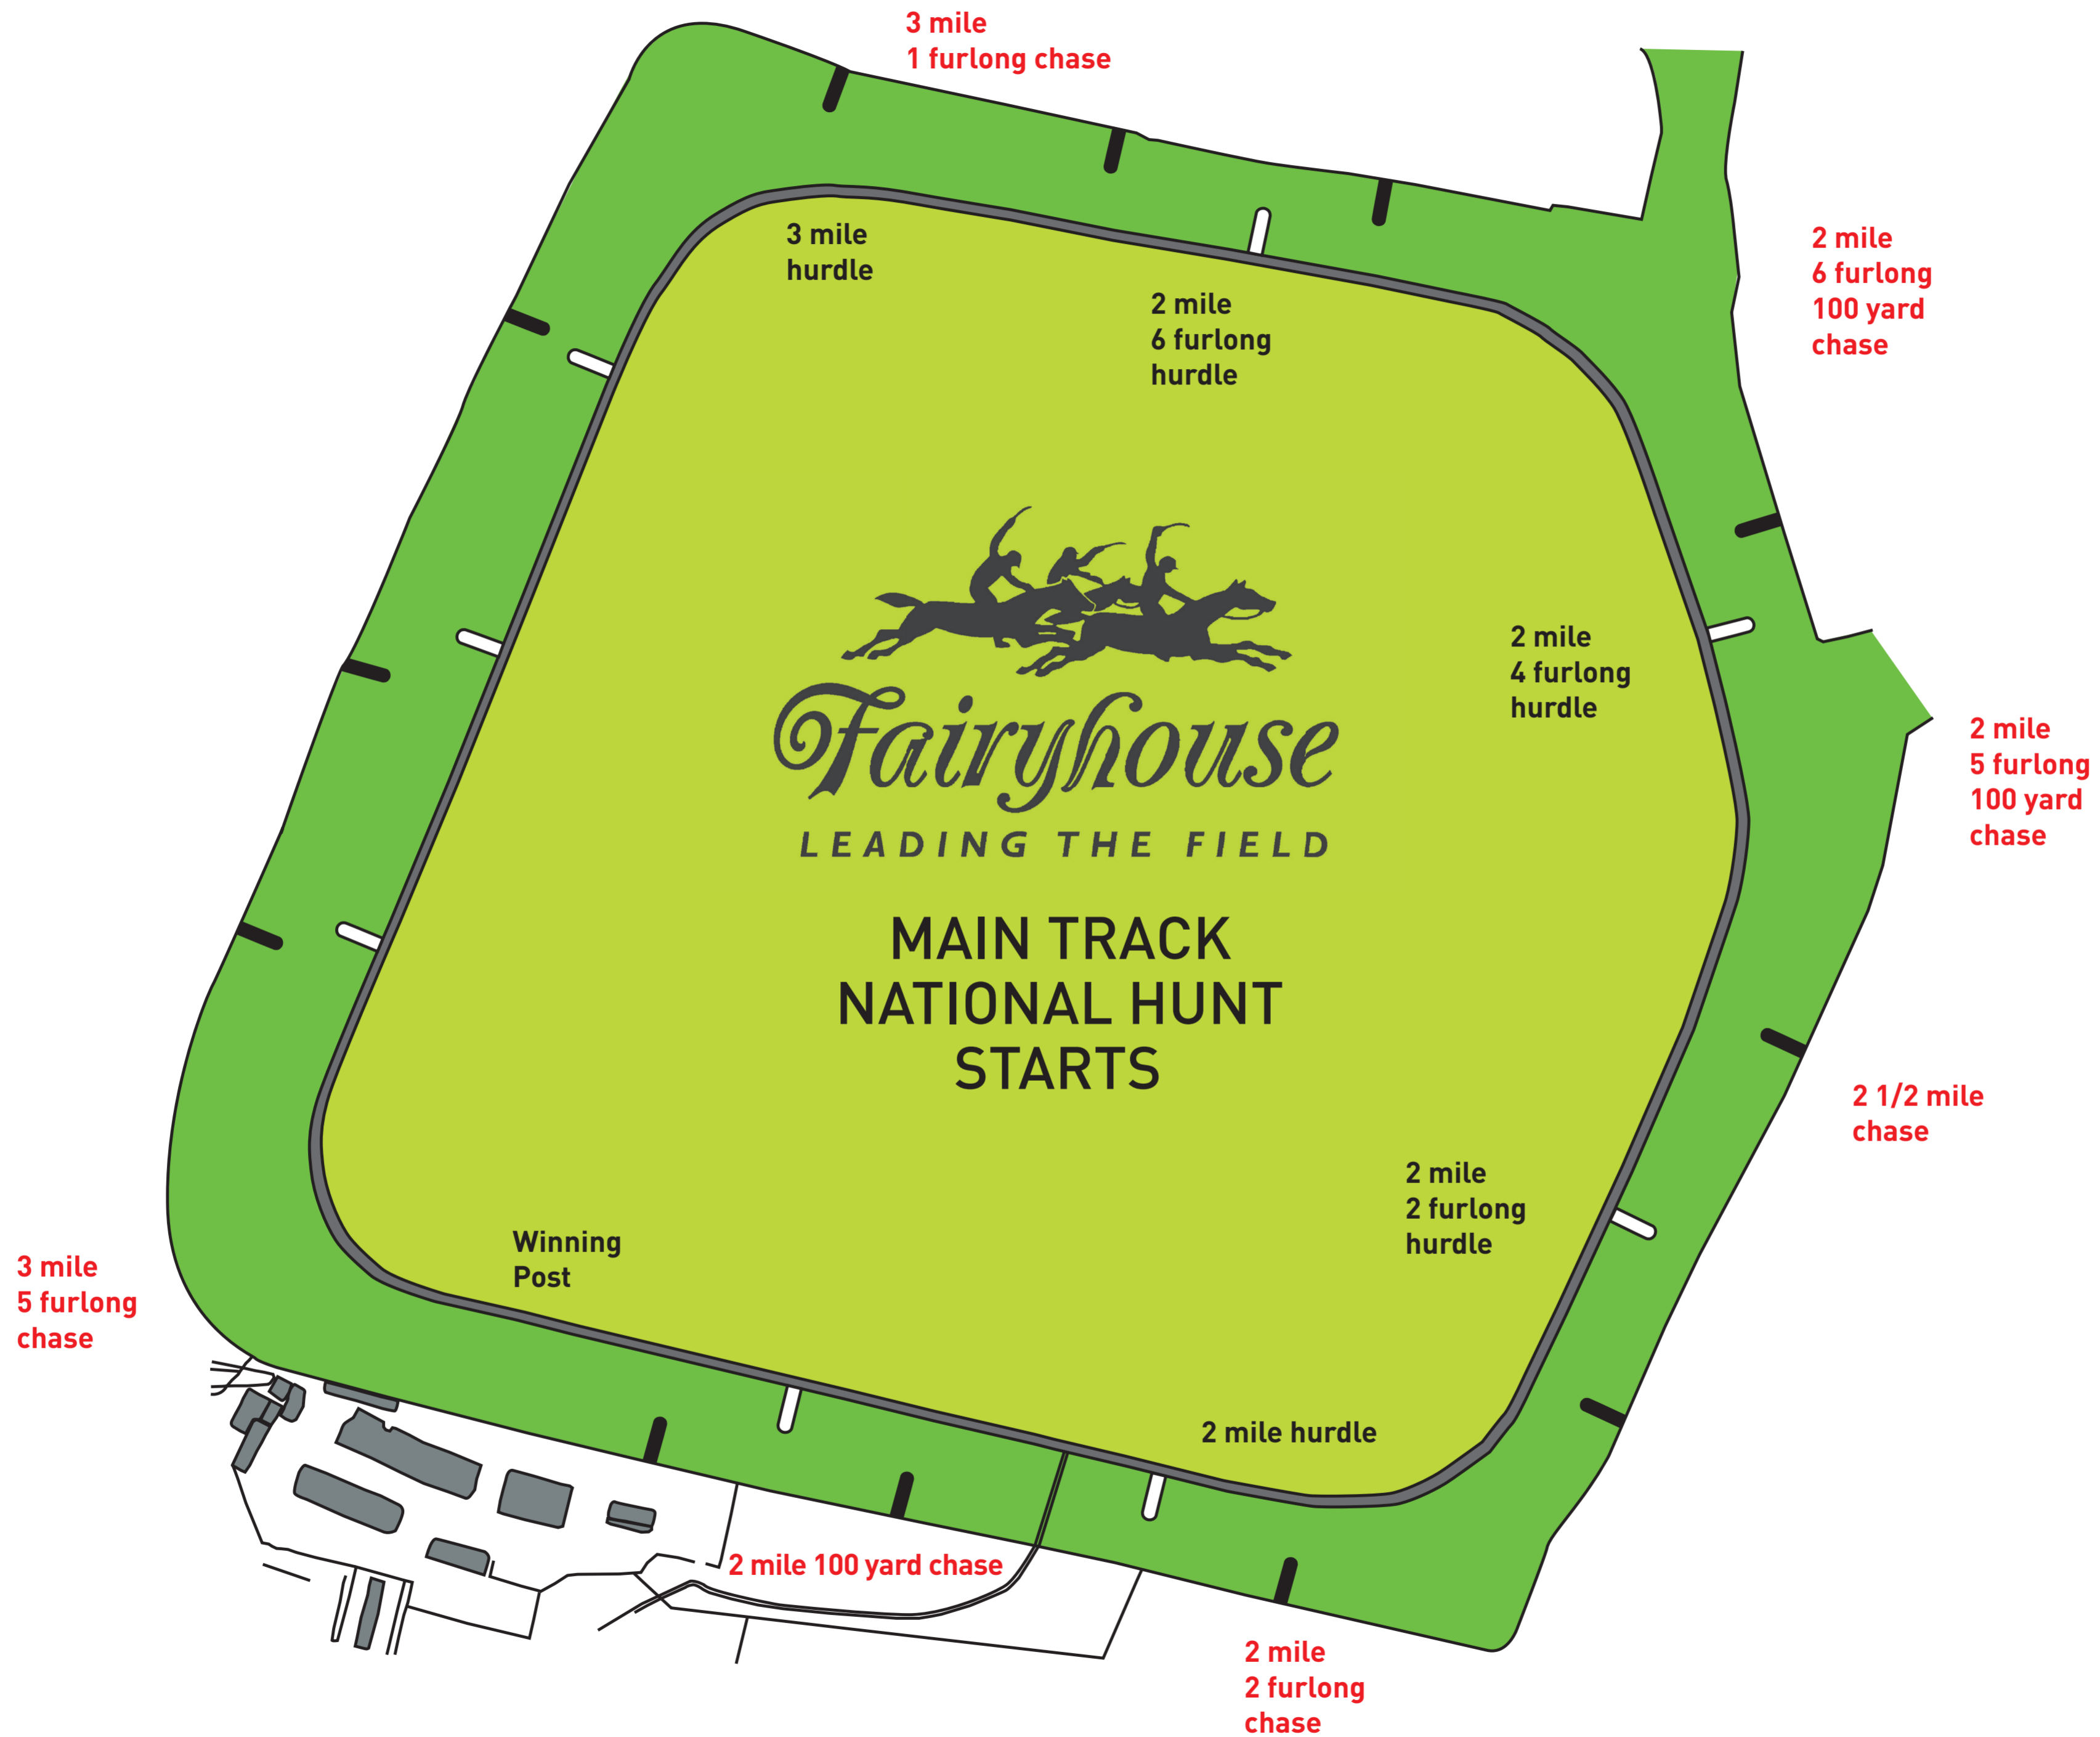 3 mile
1 furlong chase
3 mile
hurdle
2 mile
6 furlong
hurdle
2 mile
6 furlong
100 yard
chase
2 mile
4 furlong
hurdle
2 mile
5 furlong
100 yard
chase
Fairyhouse
LEADING THE FIELD
MAIN TRACK
NATIONAL HUNT
STARTS
2 1/2 mile
chase
2 mile
2 furlong
hurdle
Winning
Post
3 mile
5 furlong
chase
2 mile hurdle
2 mile 100 yard chase
2 mile
2 furlong
chase